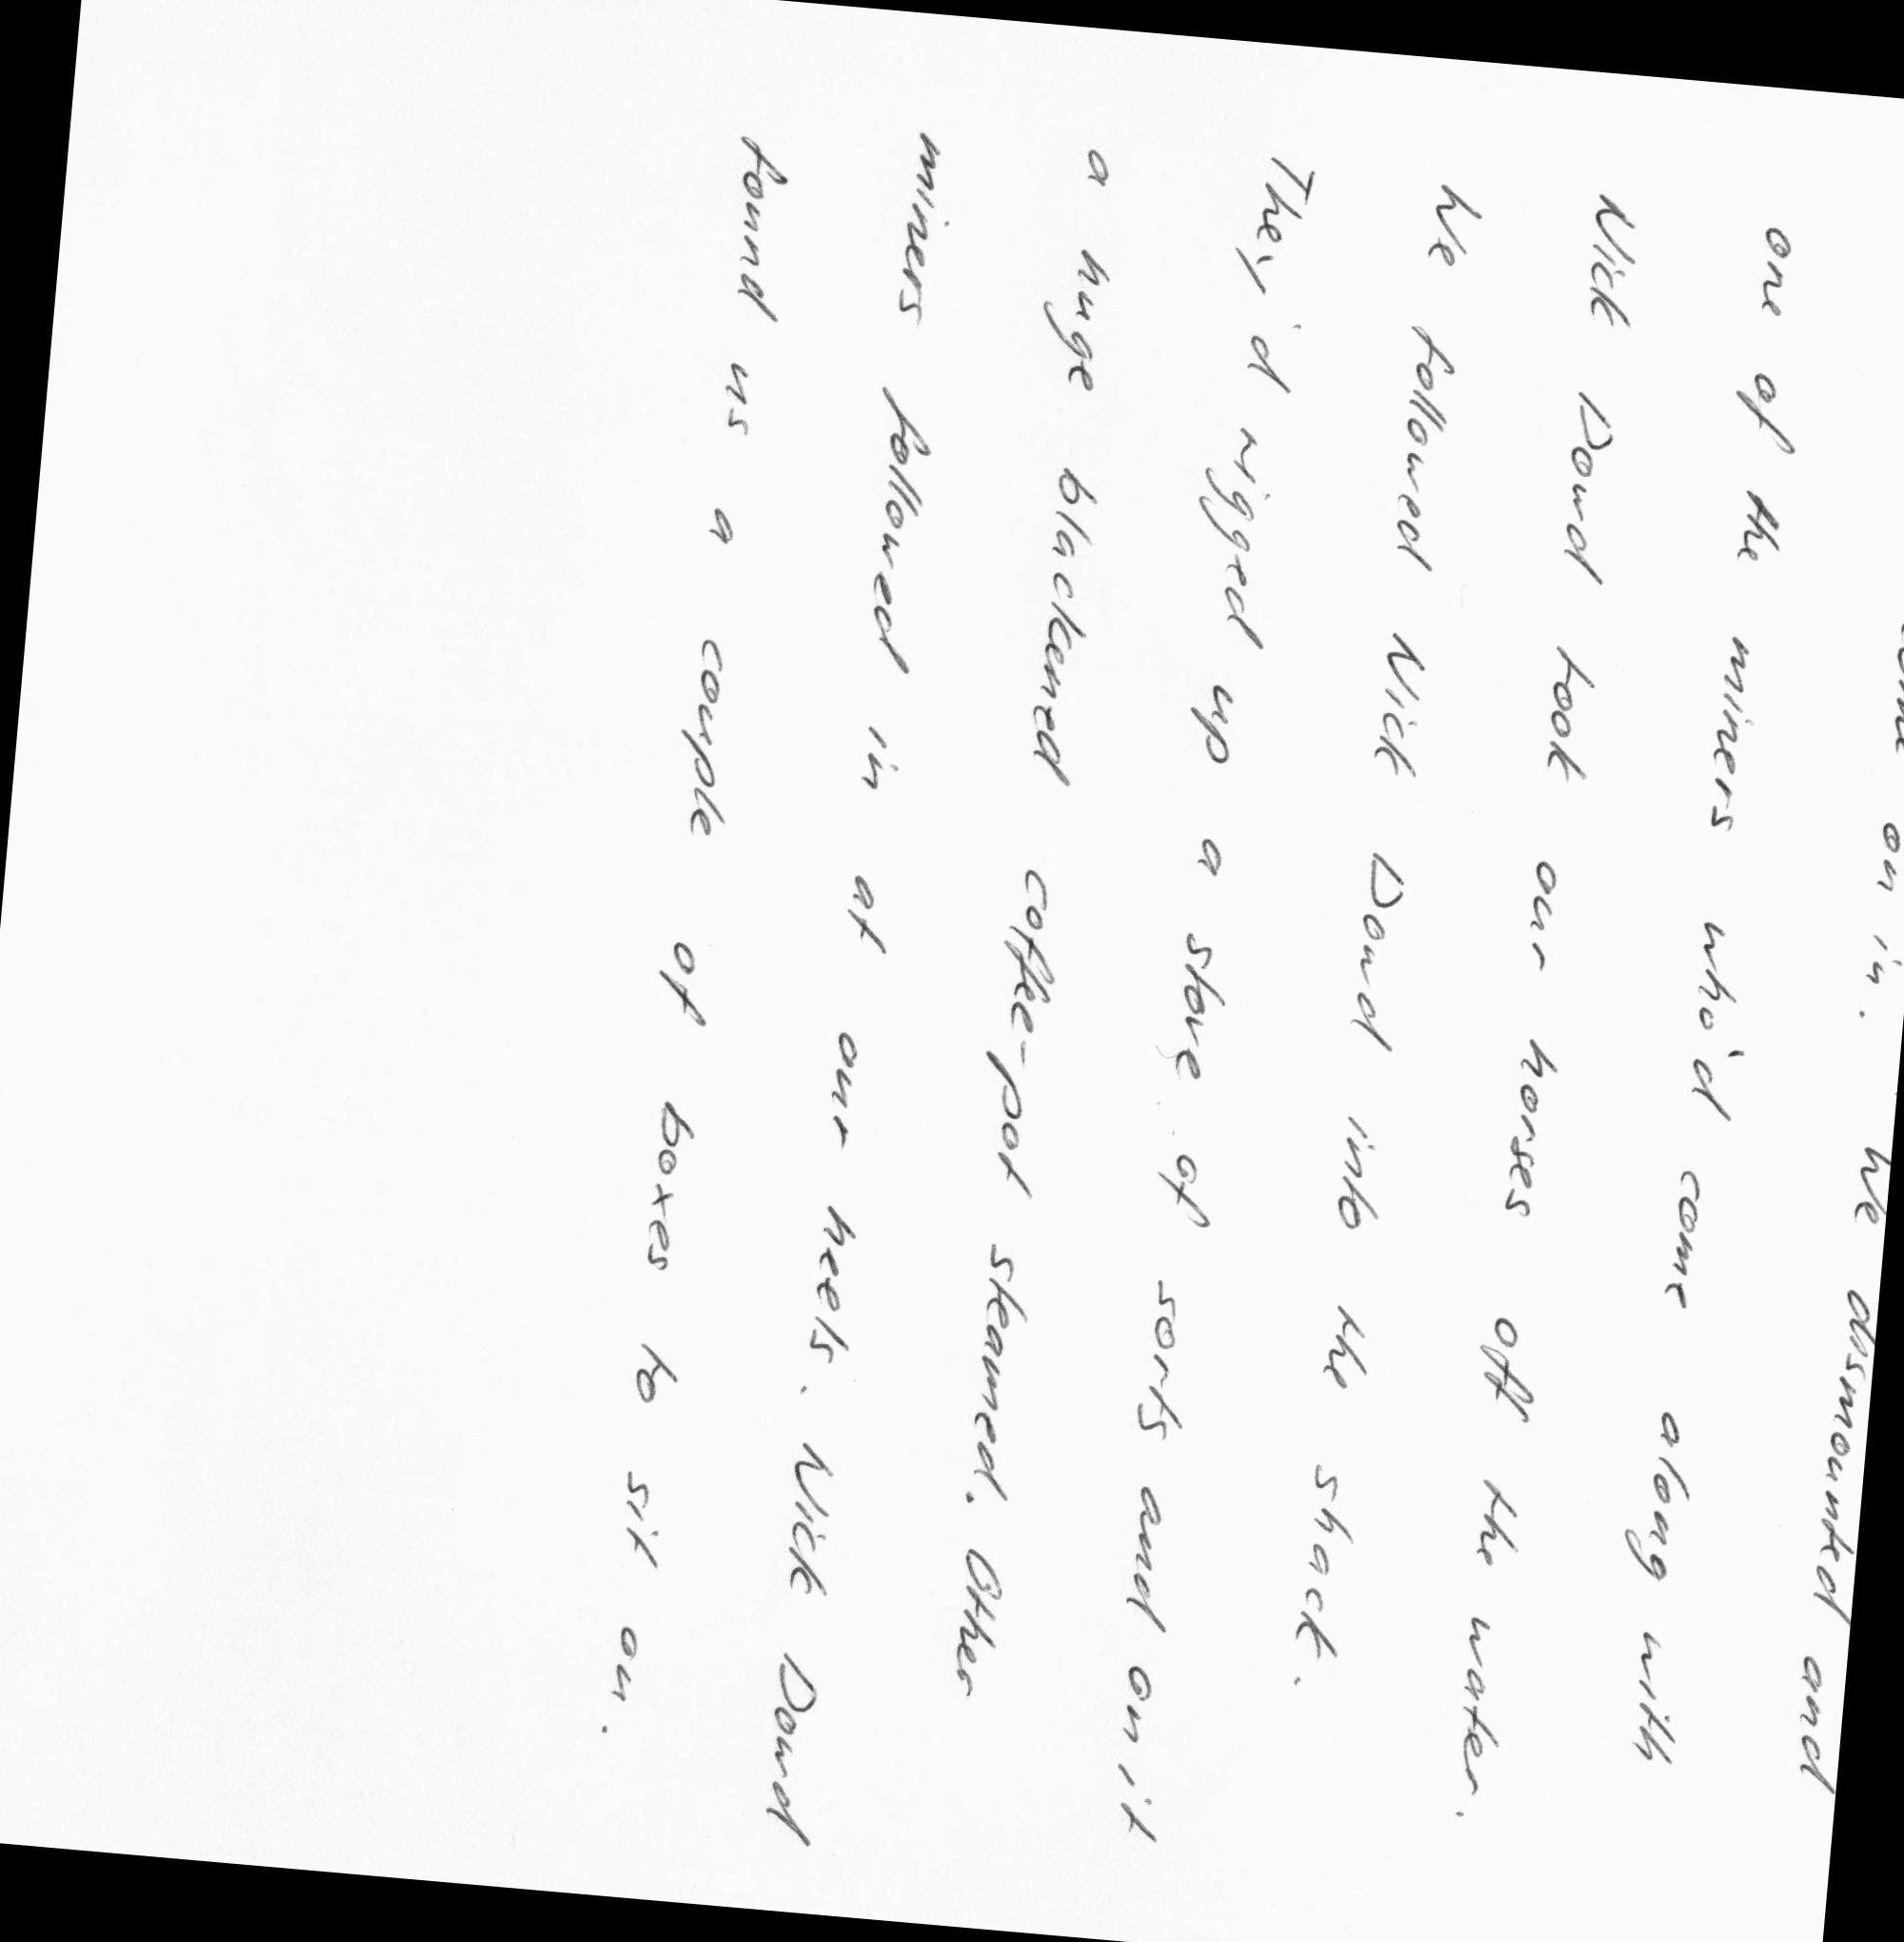 on in. We dismounted and
one of the miners who'd come along with
Nick Dowd took our horses off the water.
We followed Nick Dowd into the shack.
They'd rigged up a stove of sorts and on it
a huge blackened coffee-pot steamed. Other
miners followed in at our heels. Nick Dowd
found us a couple of boxes to sit on.